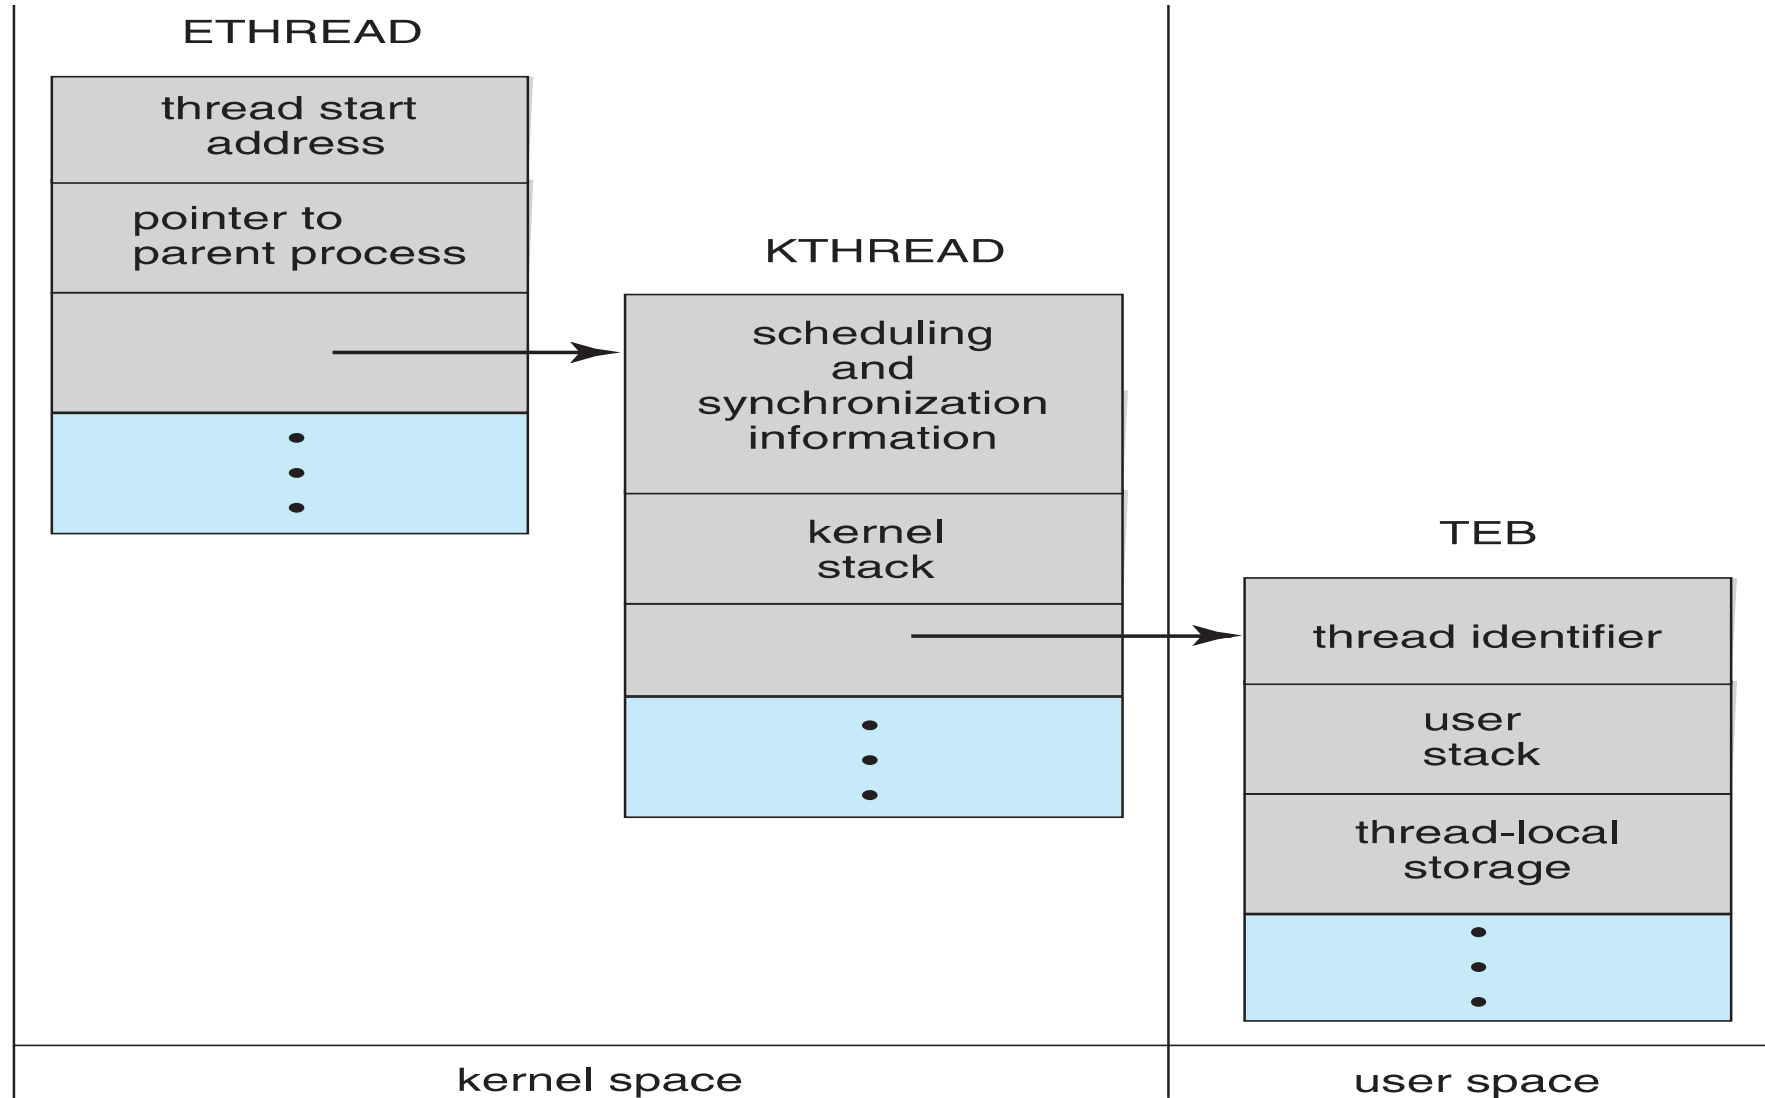 ETHREAD
thread start
address
pointer to
parent process
KTHREAD
scheduling
and
synchronization
information
kernel
stack
TEB
thread identifier
user
stack
thread-local
storage
kernel space
user space